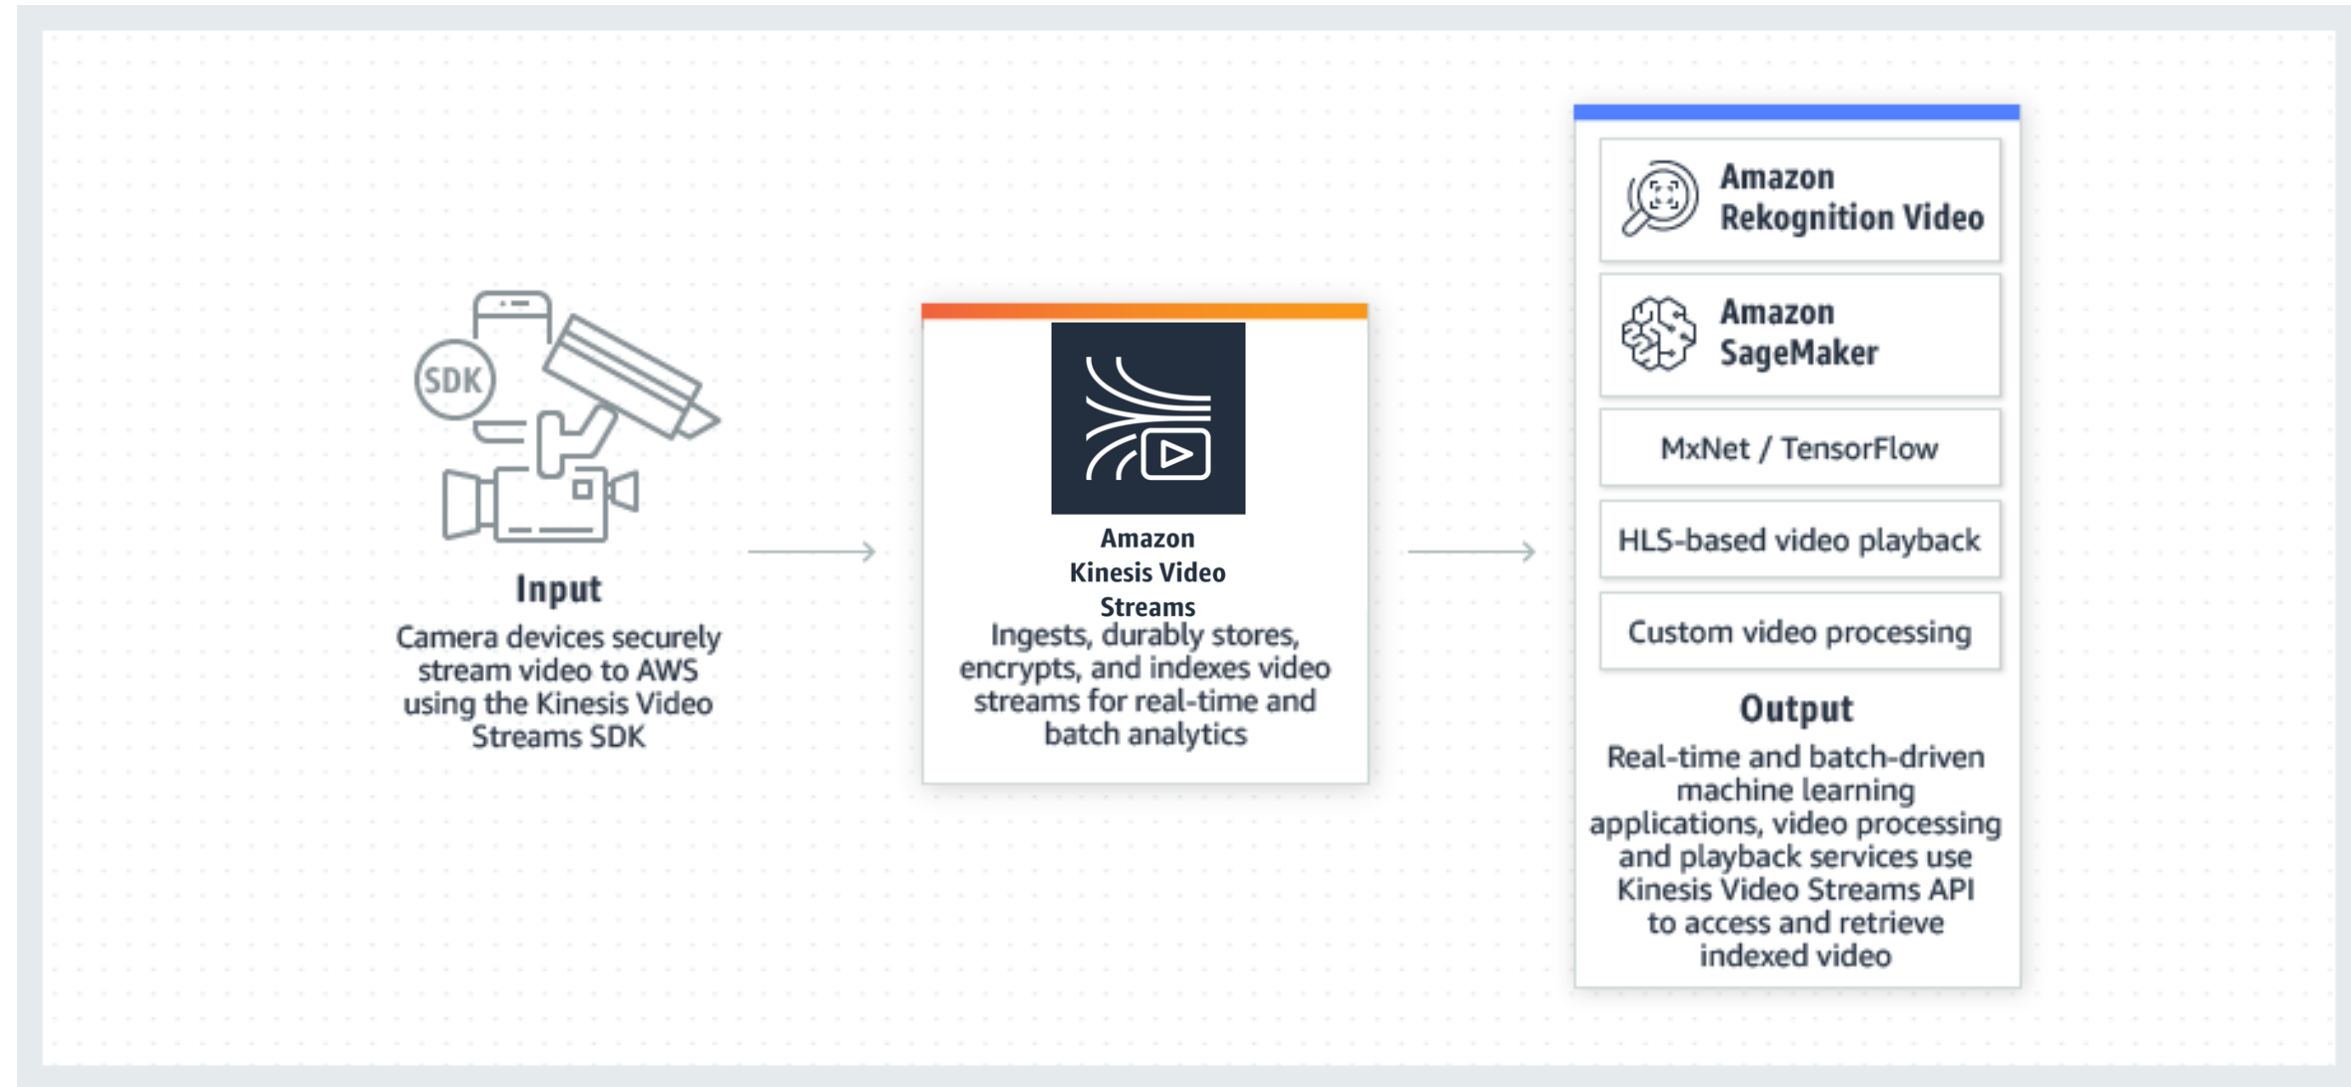 SDK
Input
Camera devices securely
stream video to AWS
using the Kinesis Video
Streams SDK
Amazon
Kinesis Video
Streams
Ingests, durably stores,
encrypts, and indexes video
streams for real-time and
batch analytics
Amazon
Rekognition Video
Amazon
SageMaker
MxNet / TensorFlow
HLS-based video playback
Custom video processing
Output
Real-time and batch-driven
machine learning
applications, video processing
and playback services use
Kinesis Video Streams API
to access and retrieve
indexed video